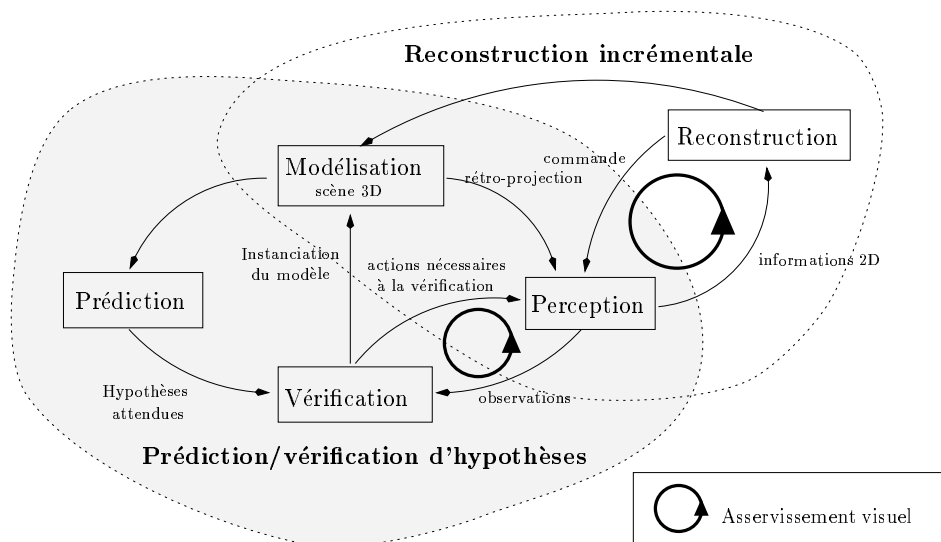 Reconstruction incrémentale
Reconstruction
commande
Modélisation
scène 3D
rétro-projection
Instanciation
du modèle
actions nécessaires
à la vérification
informations 2D
Prédiction
Perception
Hypothèses
attendues
Vérification
observations
Prédiction/vérification d'hypothèses
Asservissement visuel